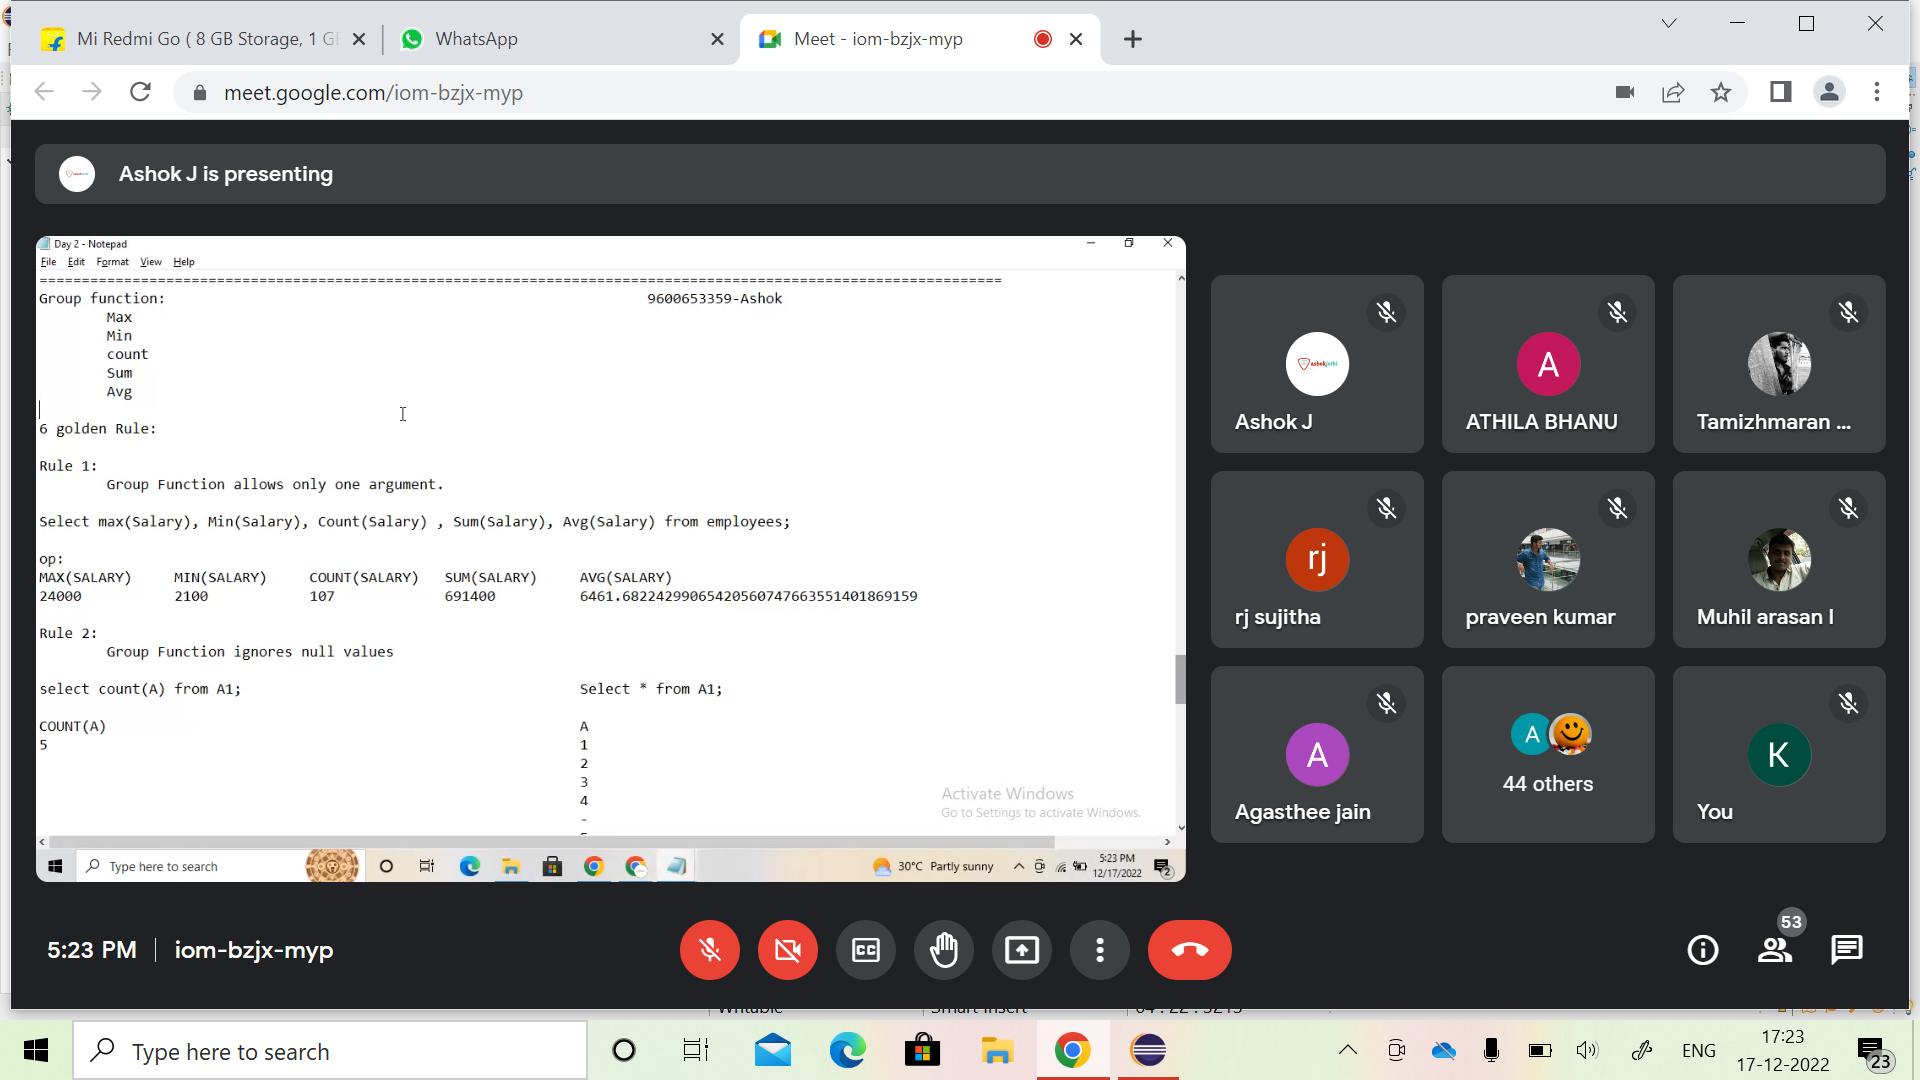 Mi Redmi Go ( 8 GB Storage, 1 G
WhatsApp
Meet - iom-bzjx-myp
meet.google.com/iom-bzjx-myp
Ashok J is presenting
Day 2 - Notepad
File Edit Format View Help
=====================================================================================================
Group function: 9600653359-Ashok
Max
Min
count
Sum
Avg
6 golden Rule:
Rule 1:
Group Function allows only one argument.
Select max(Salary), Min(Salary), Count(Salary) , Sum(Salary), Avg(Salary) from employees;
op:
MAX(SALARY) MIN(SALARY) COUNT(SALARY) SUM(SALARY) AVG(SALARY)
24000 2100 107 691400 6461.68224299065420560747663551401869159
Rule 2:
Group Function ignores null values
select count(A) from A1; Select * from A1;
COUNT(A) A
5 1
2
3
4
-
Activate Windows
Go to Settings to activate Windows.
Type here to search
30°C Partly sunny
5:23 PM
12/17/2022
2
ashokjothi
Ashok J
A
ATHILA BHANU
Tamizhmaran ...
rj
rj sujitha
praveen kumar
Muhil arasan I
A
Agasthee jain
A
44 others
K
You
5:23 PM
iom-bzjx-myp
CC
53
Writable
Smart Insert
Type here to search
ENG
17:23
17-12-2022
23